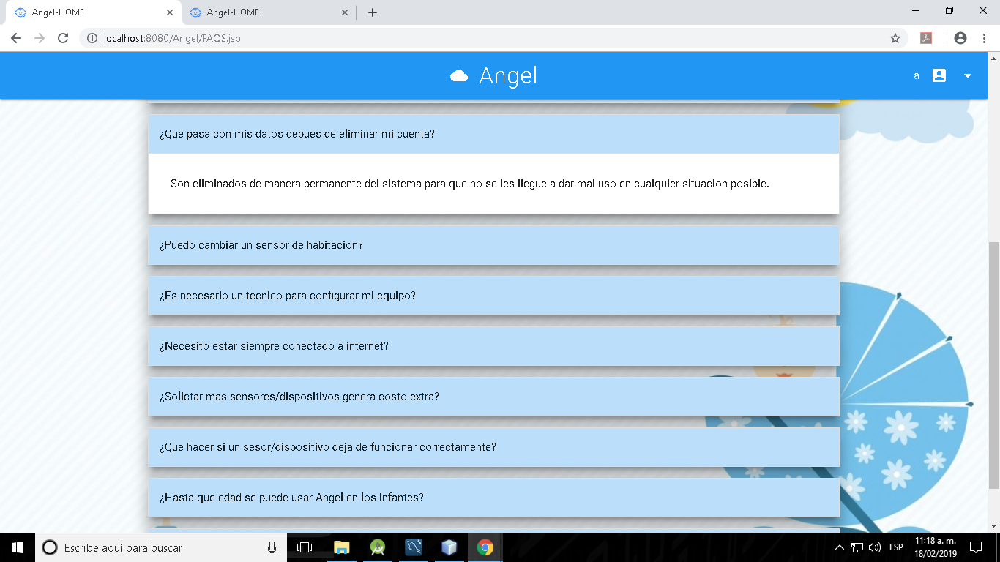 Angel-HOME
Angel-HOME
localhost:8080/Angel/FAQS.jsp
Angel
a
¿Que pasa con mis datos depues de eliminar mi cuenta?
Son eliminados de manera permanente del sistema para que no se les llegue a dar mal uso en cualquier situacion posible.
¿Puedo cambiar un sensor de habitacion?
¿Es necesario un tecnico para configurar mi equipo?
¿Necesito estar siempre conectado a internet?
¿Solictar mas sensores/dispositivos genera costo extra?
¿Que hacer si un sesor/dispositivo deja de funcionar correctamente?
¿Hasta que edad se puede usar Angel en los infantes?
Escribe aquí para buscar
ESP
11:18 a. m.
18/02/2019